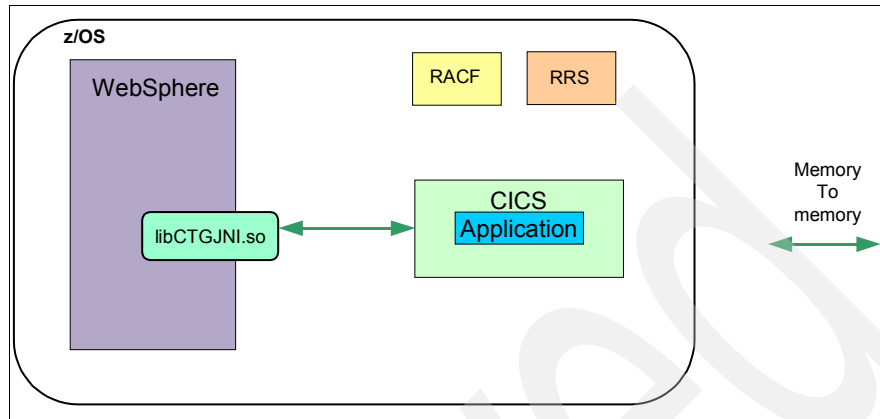 z/OS
WebSphere
RACF
RRS
libCTGJNI.so
CICS
Application
Memory
To
memory